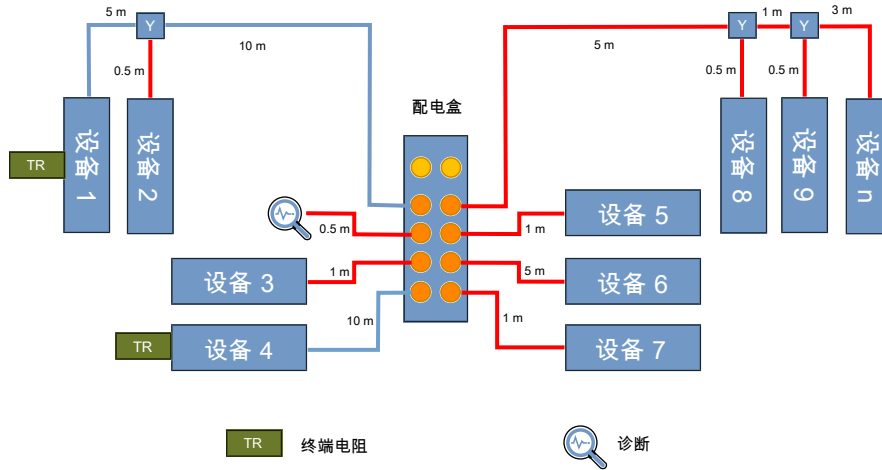 5 m
Y
10 m
0.5 m
5 m
Y
1 m
Y
3 m
0.5 m
0.5 m
配电盒
TR
设备 1
设备 2
设备 8
设备 9
设备 n
0.5 m
设备 5
1 m
设备 3
1 m
设备 6
5 m
TR
设备 4
10 m
设备 7
1 m
TR
终端电阻
诊断